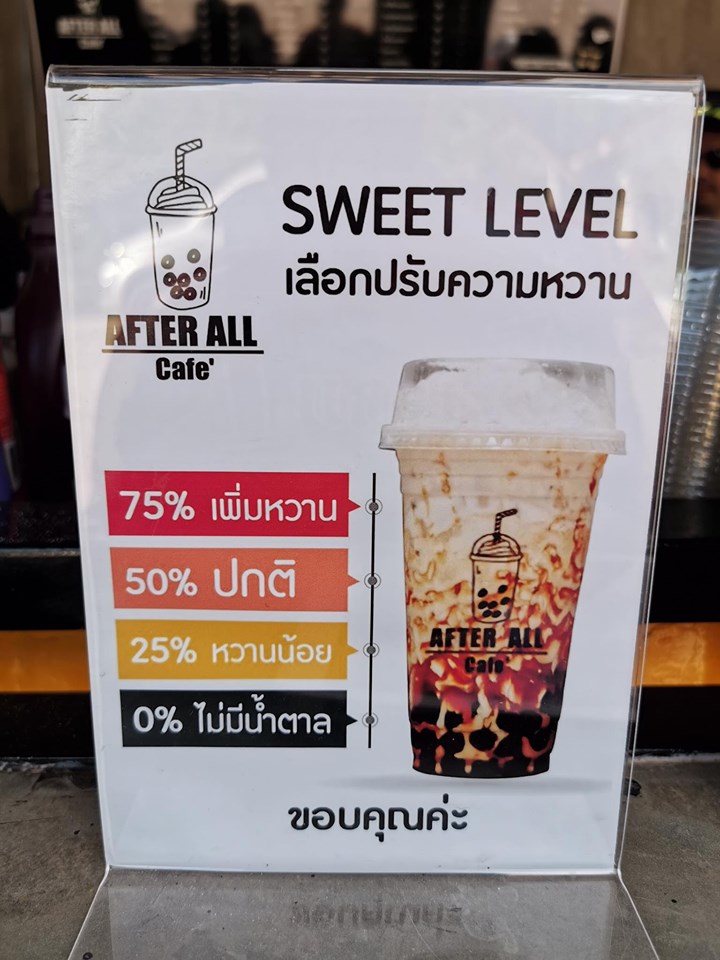 SWEET LEVEL
เลือกปรับความหวาน
AFTER ALL
Cafe'
75% เพิ่มหวาน
50% ปกติ
25% หวานน้อย
0% ไม่มีน้ำตาล
AFTER ALL
Cafe'
ขอบคุณค่ะ